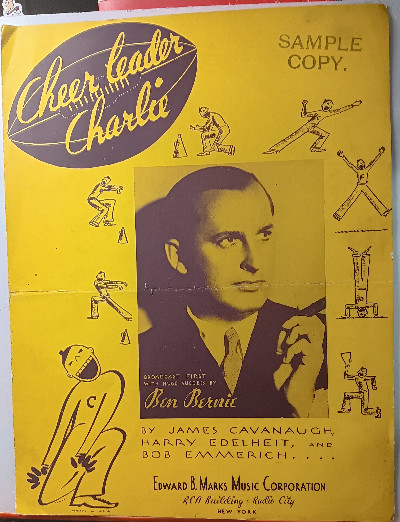 Cheer Leader
Charlie
SAMPLE
COPY.
BROADCAST FIRST
WITH HUGE SUCCESS BY
Ben Bernie
BY JAMES CAVANAUGH,
HARRY EDELHEIT, AND
BOB EMMERICH....
C
EDWARD B. MARKS MUSIC CORPORATION
RCA Building · Radio City
NEW YORK